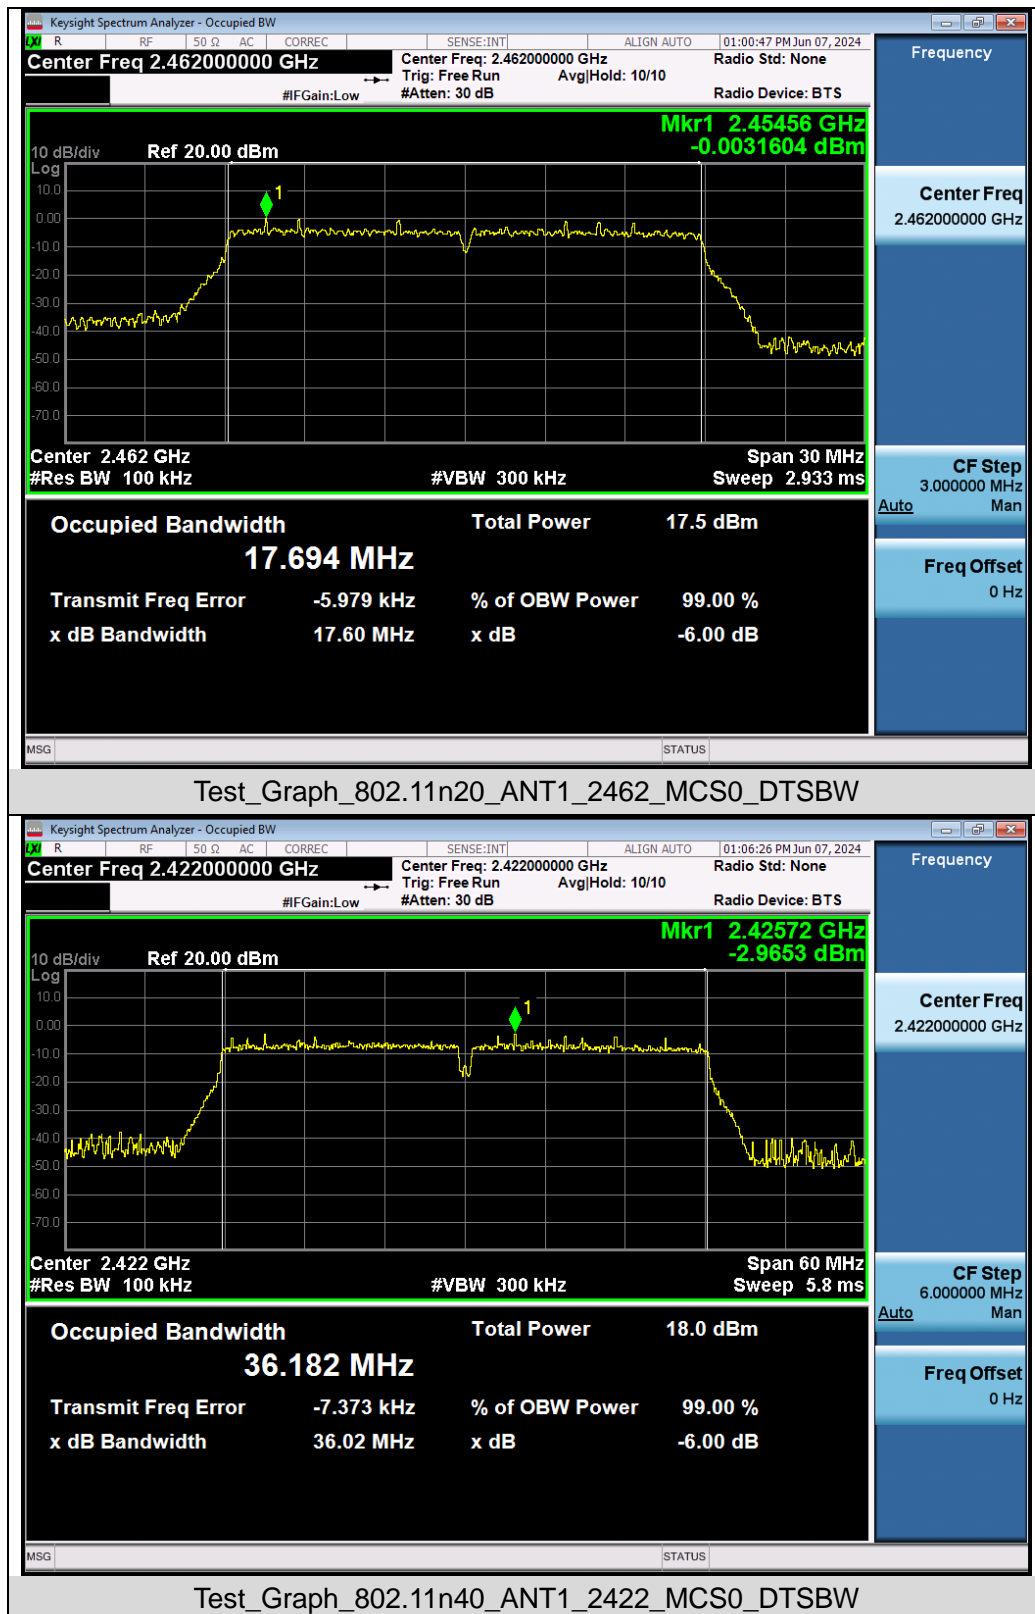 Keysight Spectrum Analyzer - Occupied BW
LXI R RF 50 Ω AC CORREC SENSE:INT ALIGN AUTO 01:00:47 PM Jun 07, 2024
Center Freq 2.462000000 GHz
Center Freq: 2.462000000 GHz
Radio Std: None
Trig: Free Run Avg|Hold: 10/10
#IFGain:Low
#Atten: 30 dB
Radio Device: BTS
Frequency
Mkr1 2.45456 GHz
-0.0031604 dBm
10 dB/div Ref 20.00 dBm
Log
10.0
0.00
-10.0
-20.0
-30.0
-40.0
-50.0
-60.0
-70.0
1
Center 2.462 GHz Span 30 MHz
#Res BW 100 kHz #VBW 300 kHz Sweep 2.933 ms
Center Freq
2.462000000 GHz
CF Step
3.000000 MHz
Auto Man
Freq Offset
0 Hz
Occupied Bandwidth Total Power 17.5 dBm
17.694 MHz
Transmit Freq Error -5.979 kHz % of OBW Power 99.00 %
x dB Bandwidth 17.60 MHz x dB -6.00 dB
MSG STATUS
Test_Graph_802.11n20_ANT1_2462_MCS0_DTSBW
Keysight Spectrum Analyzer - Occupied BW
LXI R RF 50 Ω AC CORREC SENSE:INT ALIGN AUTO 01:06:26 PM Jun 07, 2024
Center Freq 2.422000000 GHz
Center Freq: 2.422000000 GHz
Radio Std: None
Trig: Free Run Avg|Hold: 10/10
#IFGain:Low
#Atten: 30 dB
Radio Device: BTS
Frequency
Mkr1 2.42572 GHz
-2.9653 dBm
10 dB/div Ref 20.00 dBm
Log
10.0
0.00
-10.0
-20.0
-30.0
-40.0
-50.0
-60.0
-70.0
1
Center 2.422 GHz Span 60 MHz
#Res BW 100 kHz #VBW 300 kHz Sweep 5.8 ms
Center Freq
2.422000000 GHz
CF Step
6.000000 MHz
Auto Man
Freq Offset
0 Hz
Occupied Bandwidth Total Power 18.0 dBm
36.182 MHz
Transmit Freq Error -7.373 kHz % of OBW Power 99.00 %
x dB Bandwidth 36.02 MHz x dB -6.00 dB
MSG STATUS
Test_Graph_802.11n40_ANT1_2422_MCS0_DTSBW